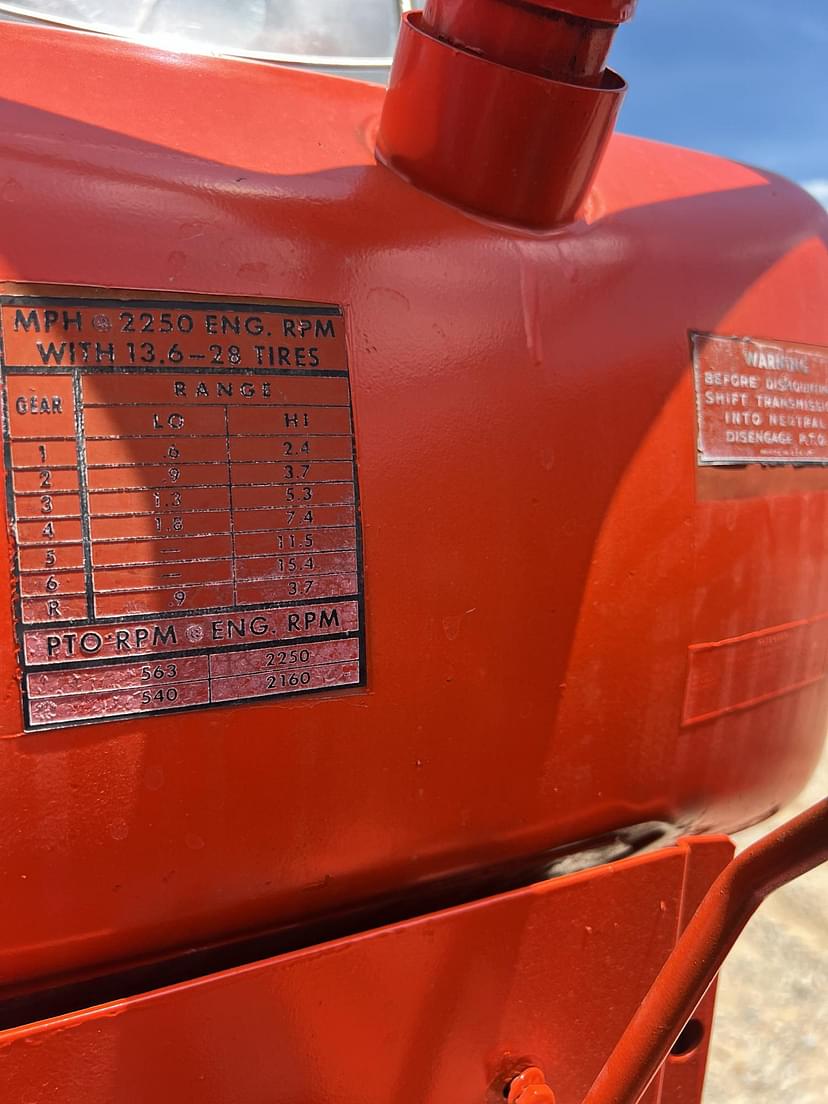 MPH @ 2250 ENG. RPM
WITH 13.6-28 TIRES
GEAR RANGE
LO HI
1 .6 2.4
2 .9 3.7
3 1.3 5.3
4 1.8 7.4
5 — 11.5
6 — 15.4
R .9 3.7
PTO RPM @ ENG. RPM
563 2250
540 2160
WARNING
BEFORE
SHIFT
INTO NEUTRAL
DISENGAGE P.T.O.